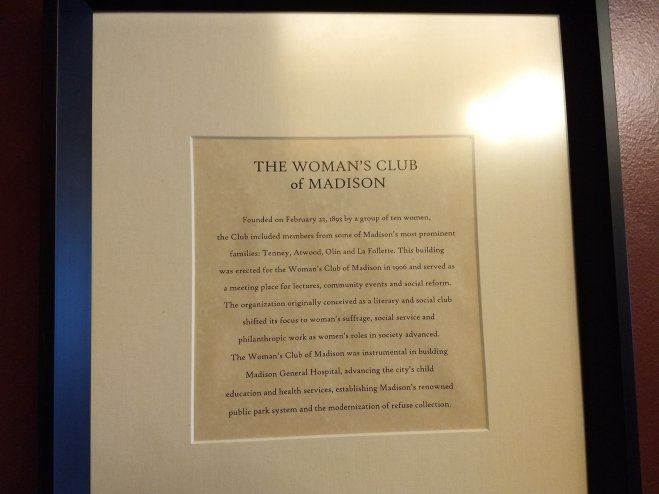 THE WOMAN'S CLUB
of MADISON
Founded on February 22, 1893 by a group of ten women,
the Club included members from some of Madison's most prominent
families: Tenney, Atwood, Olin and La Follette. This building
was erected for the Woman's Club of Madison in 1906 and served as
a meeting place for lectures, community events and social reform.
The organization originally conceived as a literary and social club
shifted its focus to woman's suffrage, social service and
philanthropic work as women's roles in society advanced.
The Woman's Club of Madison was instrumental in building
Madison General Hospital, advancing the city's child
education and health services, establishing Madison's renowned
public park system and the modernization of refuse collection.